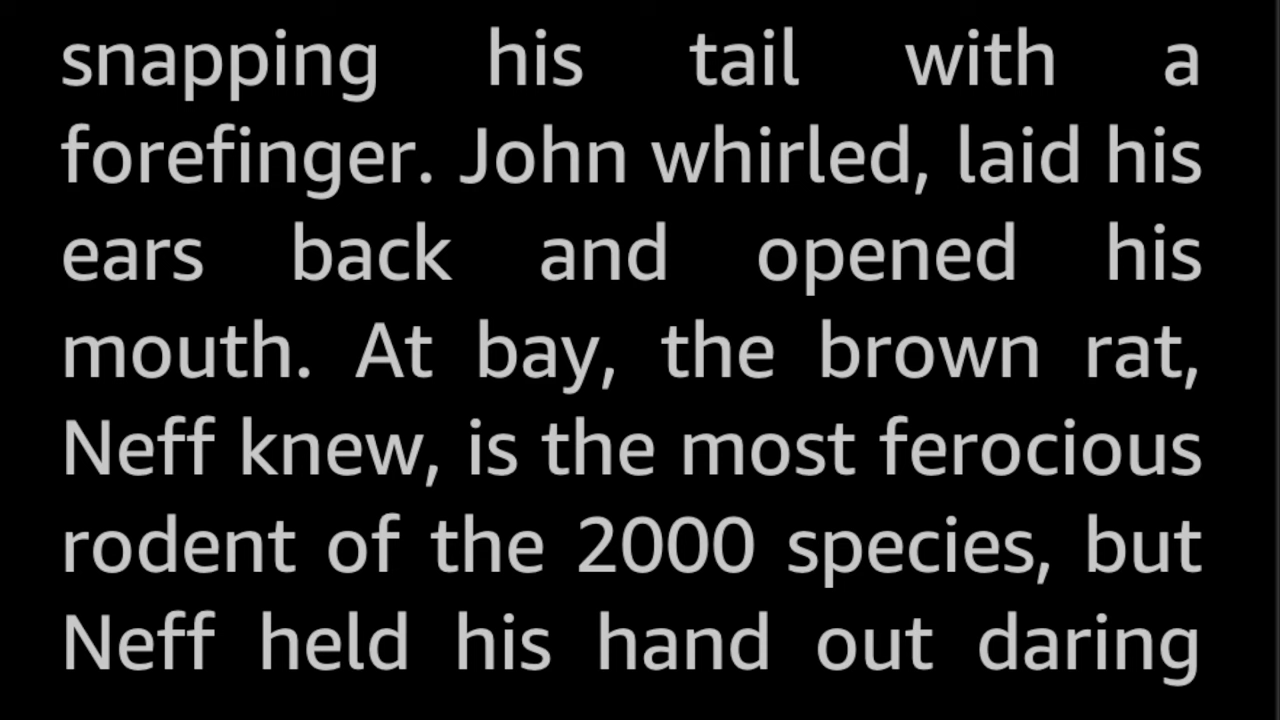 snapping his tail with a
forefinger. John whirled, laid his
ears back and opened his
mouth. At bay, the brown rat,
Neff knew, is the most ferocious
rodent of the 2000 species, but
Neff held his hand out daring